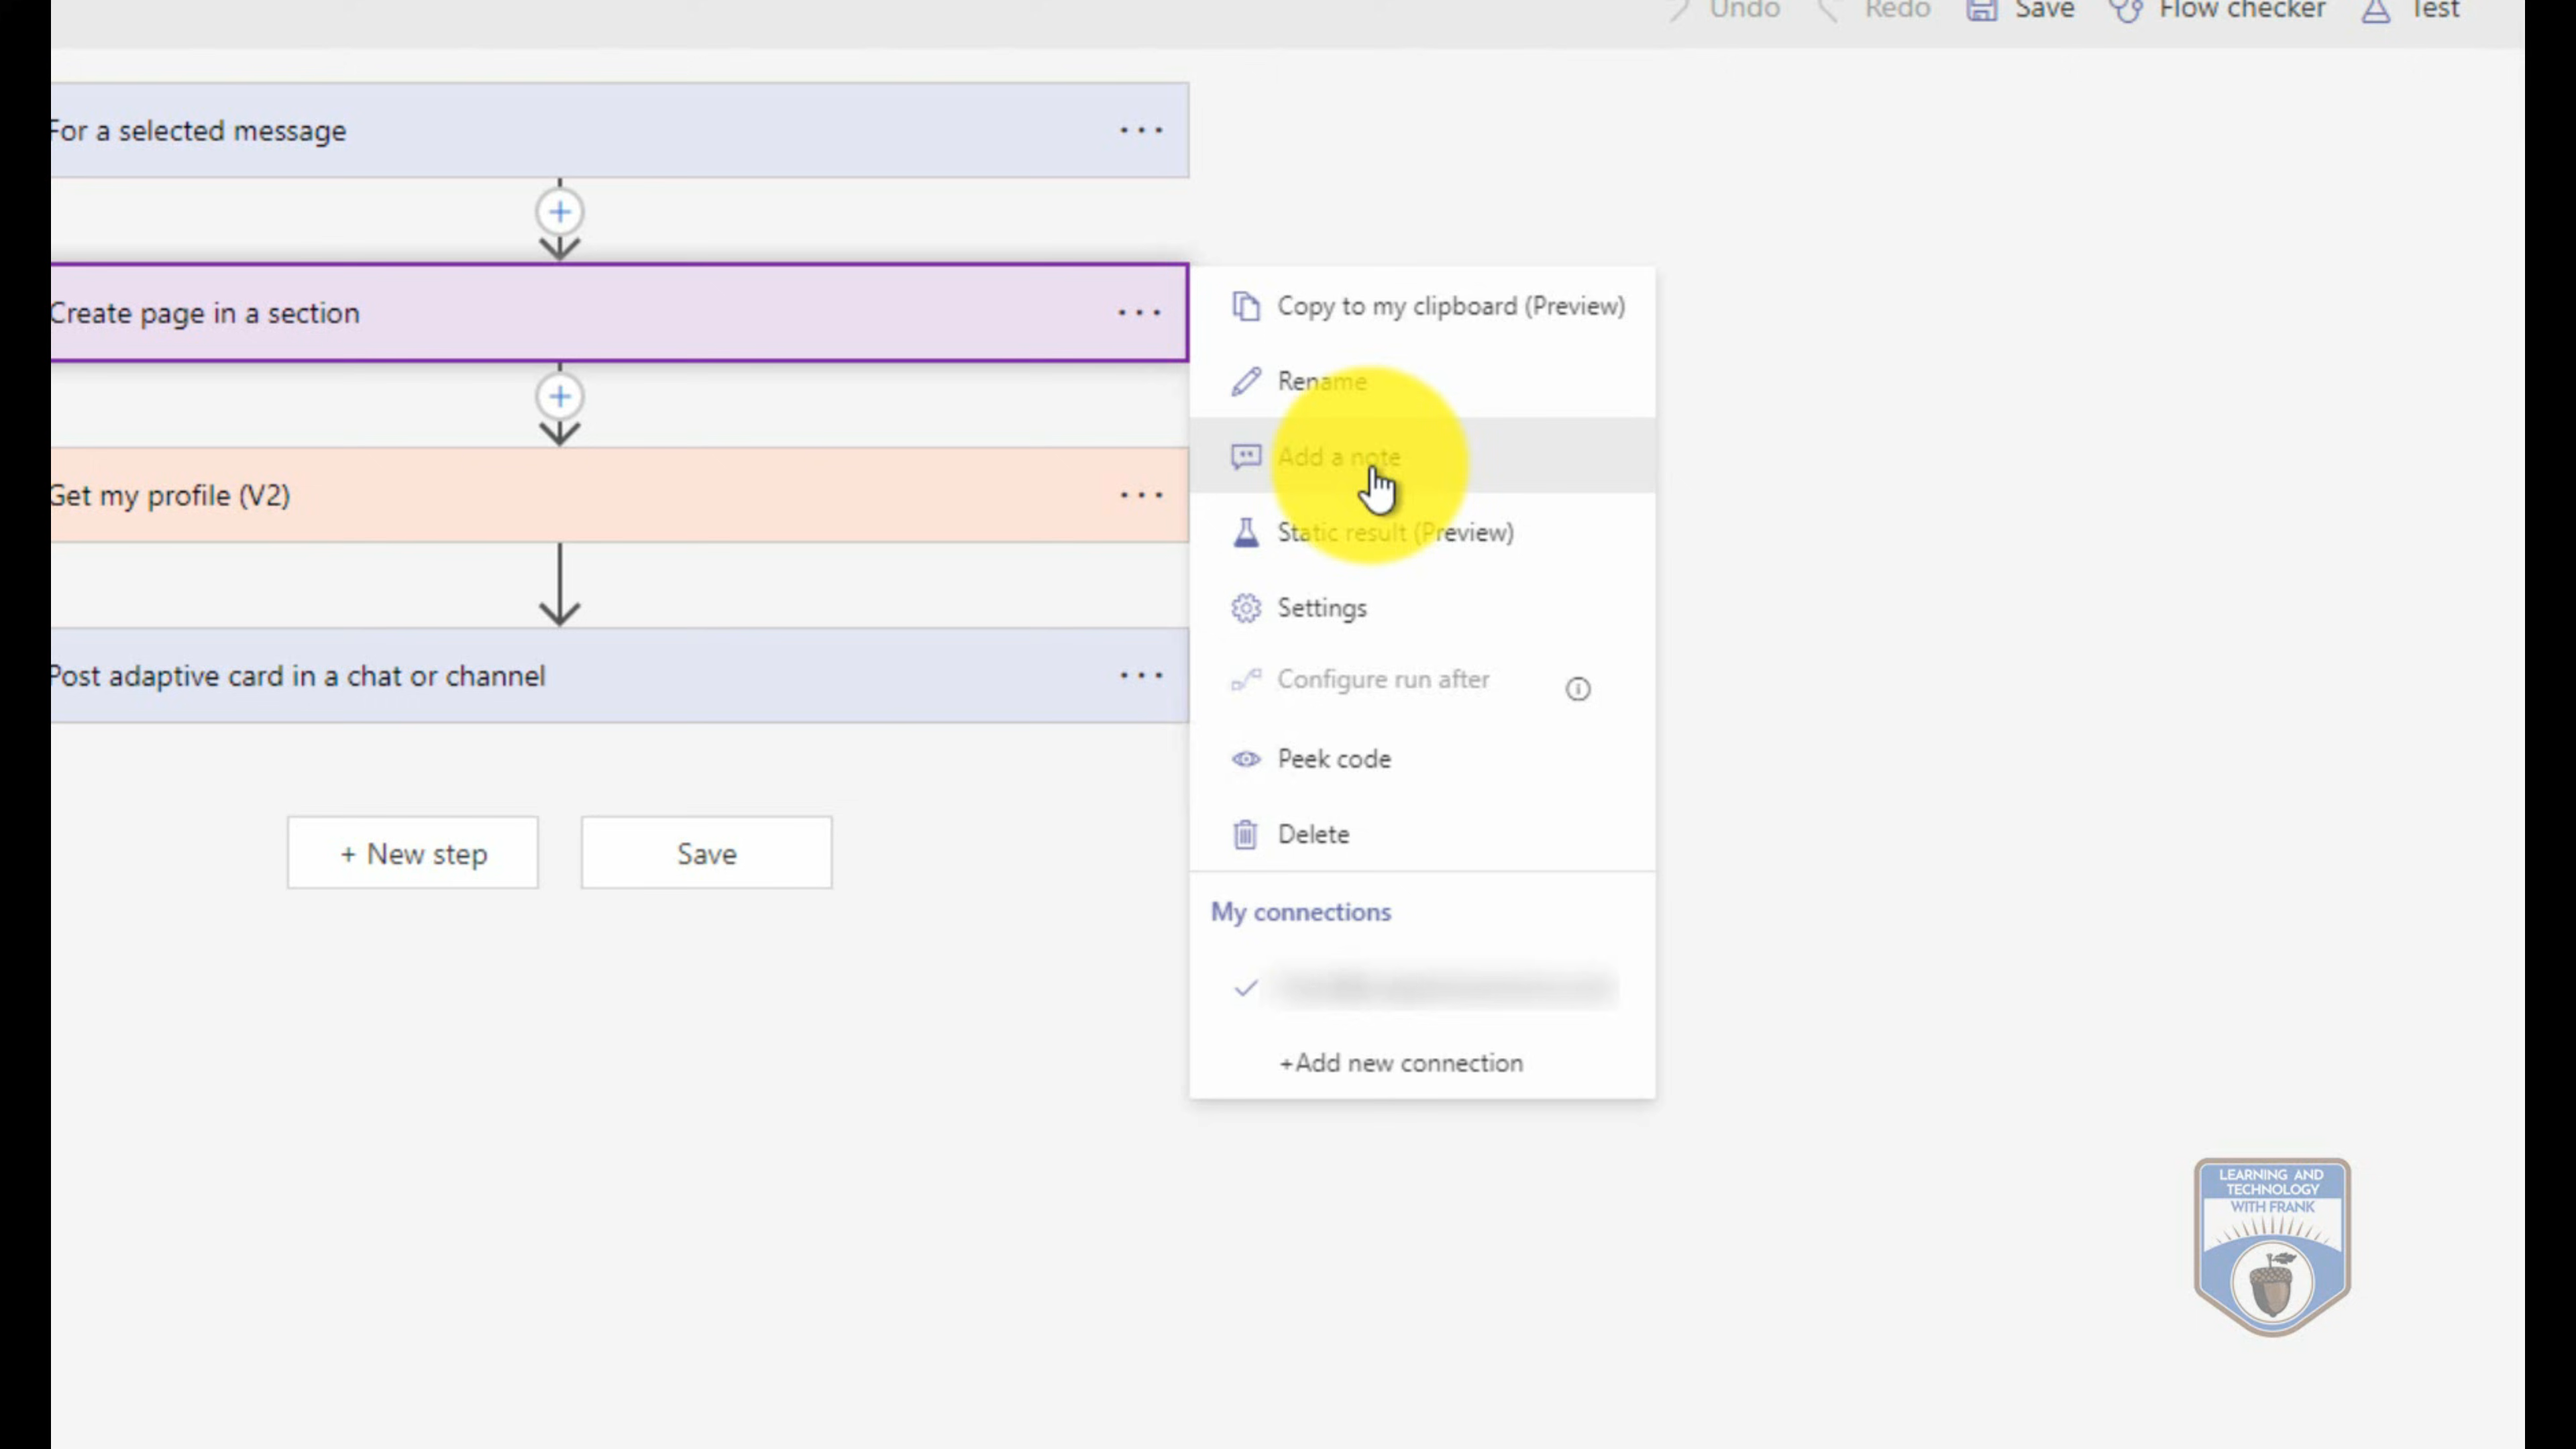 Undo
Redo
Save
Flow checker
Test
For a selected message
Create page in a section
Get my profile (V2)
Post adaptive card in a chat or channel
+ New step
Save
Copy to my clipboard (Preview)
Rename
Add a note
Static result (Preview)
Settings
Configure run after
Peek code
Delete
My connections
+Add new connection
LEARNING AND
TECHNOLOGY
WITH FRANK